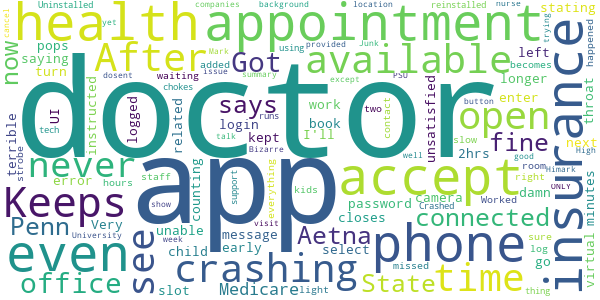 Uninstalled
companies
background
location
reinstalled
nurse
health
appointment
yet
pops
stating
saying
After
Got
added
Mark
using
available
trying
happened
now
turn
waiting
issue
provided
Junk
left
becomes
cancel
dosent
chokes
summary
except
PSU
longer
doctor
instructed
UI
logged
says
work
two
button
open
insurance
throat
terrible
tech
related
login
book
I'll
contact
unsatisfied
enter
never
kept
talk
runs
well
slow
fine
next
strobe
Bizarre
2hrs
good
High
error
hours
counting
app
accept
room
Himark
Keeps
staff
support
everything
kids
camera
right
ONLY
Very
unable
password
Crashed
Worked
damn
Penn
show
visit
closes
connected
virtual
minutes
University
message
Aetna
phone
sure
even
see
week
early
select
missed
log
go
child
crashing
State
time
thing
office
slot
Medicare
light